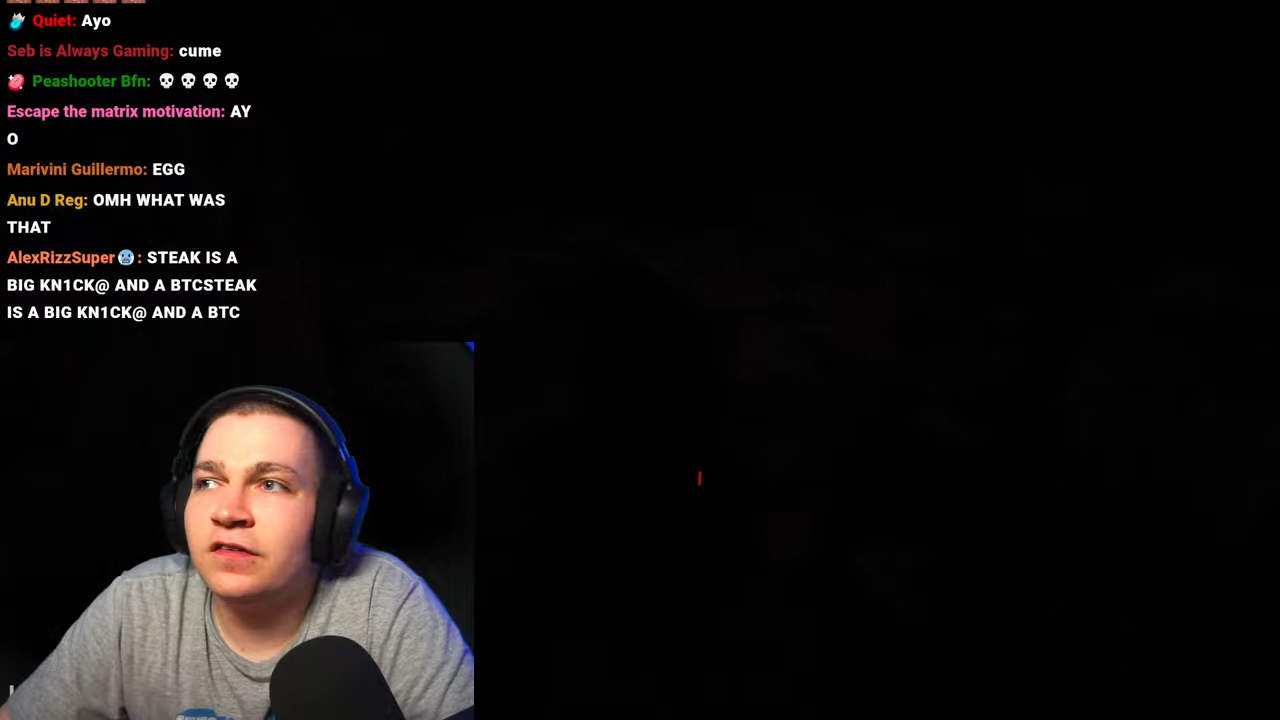 Quiet: Ayo
Seb is Always Gaming: cume
Peashooter Bfn: 💀 💀 💀 💀
Escape the matrix motivation: AY
O
Marivini Guillermo: EGG
Anu D Reg: OMH WHAT WAS
THAT
AlexRizzSuper🥶: STEAK IS A
BIG KN1CK@ AND A BTCSTEAK
IS A BIG KN1CK@ AND A BTC